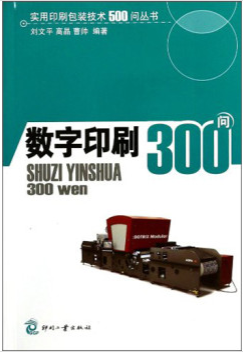 实用印刷包装技术500问丛书
刘文平 高晶 曹帅 编著
数字印刷300问
SHUZI YINSHUA
300 wen
印刷工业出版社